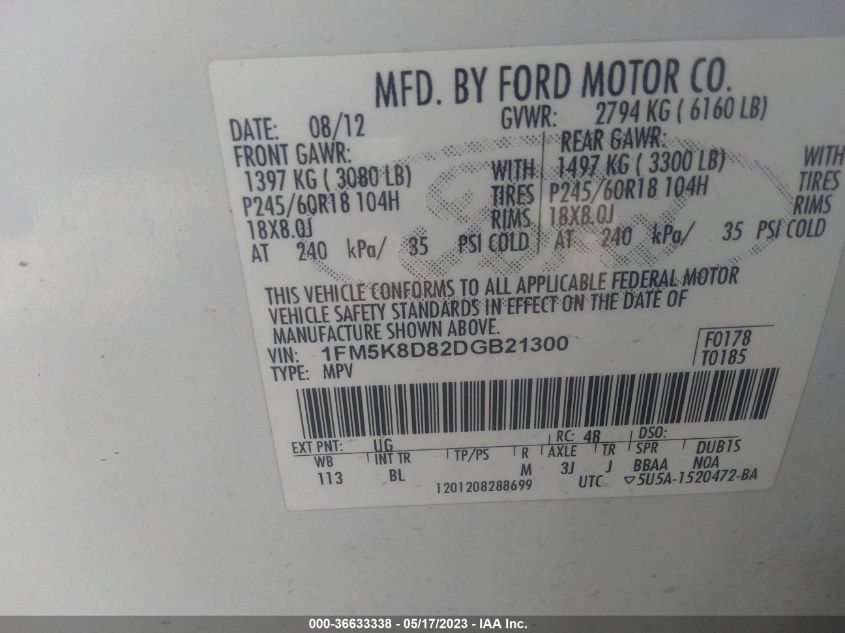 MFD. BY FORD MOTOR CO.
DATE: 08/12 GVWR: 2794 KG ( 6160 LB)
FRONT GAWR: REAR GAWR:
1397 KG ( 3080 LB) WITH 1497 KG ( 3300 LB) WITH
P245/60R18 104H TIRES P245/60R18 104H TIRES
18X8.0J RIMS 18X8.0J RIMS
AT 240 kPa/ 35 PSI COLD AT 240 kPa/ 35 PSI COLD
THIS VEHICLE CONFORMS TO ALL APPLICABLE FEDERAL MOTOR
VEHICLE SAFETY STANDARDS IN EFFECT ON THE DATE OF
MANUFACTURE SHOWN ABOVE.
VIN: 1FM5K8D82DGB21300 F0178
TYPE: MPV T0185
EXT PNT: UG RC: 48 DSO:
WB INT TR TP/PS R AXLE TR SPR DUB1S
113 BL M 3J J BBAA NOA
1201208288699 UTC ▽5U5A-1520472-BA
000-36633338 - 05/17/2023 - IAA Inc.